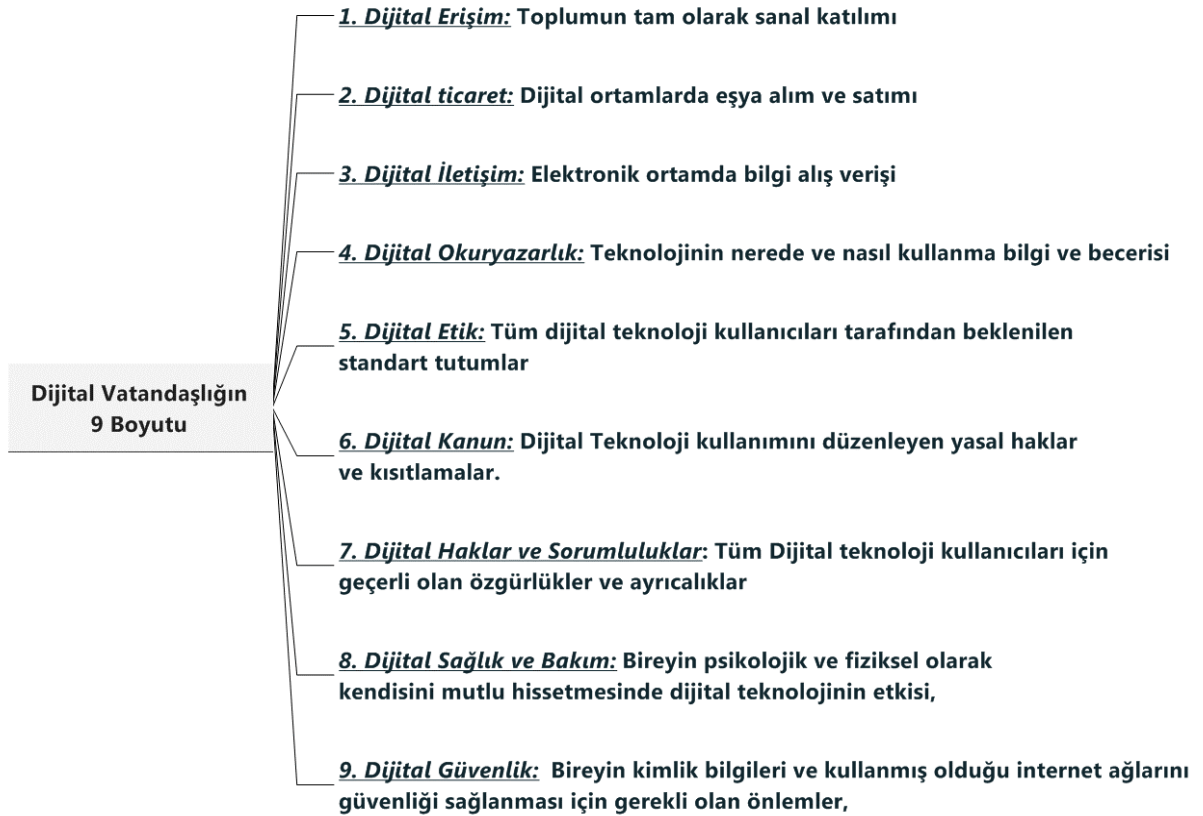 1. Dijital Erişim: Toplumun tam olarak sanal katılımı
2. Dijital ticaret: Dijital ortamlarda eşya alım ve satımı
3. Dijital İletişim: Elektronik ortamda bilgi alış verişi
4. Dijital Okuryazarlık: Teknolojinin nerede ve nasıl kullanma bilgi ve becerisi
5. Dijital Etik: Tüm dijital teknoloji kullanıcıları tarafından beklenilen
standart tutumlar
Dijital Vatandaşlığın
9 Boyutu
6. Dijital Kanun: Dijital Teknoloji kullanımını düzenleyen yasal haklar
ve kısıtlamalar.
7. Dijital Haklar ve Sorumluluklar: Tüm Dijital teknoloji kullanıcıları için
geçerli olan özgürlükler ve ayrıcalıklar
8. Dijital Sağlık ve Bakım: Bireyin psikolojik ve fiziksel olarak
kendisini mutlu hissetmesinde dijital teknolojinin etkisi,
9. Dijital Güvenlik: Bireyin kimlik bilgileri ve kullanmış olduğu internet ağlarını
güvenliği sağlanması için gerekli olan önlemler,